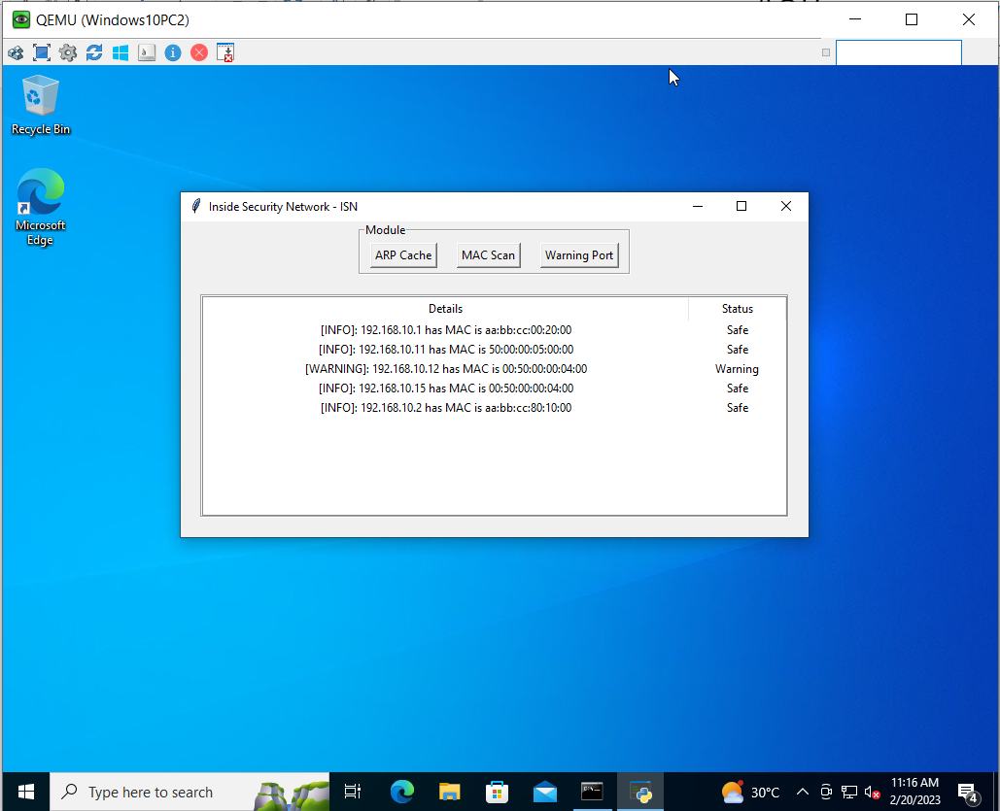 QEMU (Windows10PC2)
Recycle Bin
Microsoft
Edge
Inside Security Network - ISN
Module
ARP Cache MAC Scan Warning Port
Details Status
[INFO]: 192.168.10.1 has MAC is aa:bb:cc:00:20:00 Safe
[INFO]: 192.168.10.11 has MAC is 50:00:00:05:00:00 Safe
[WARNING]: 192.168.10.12 has MAC is 00:50:00:00:04:00 Warning
[INFO]: 192.168.10.15 has MAC is 00:50:00:00:04:00 Safe
[INFO]: 192.168.10.2 has MAC is aa:bb:cc:80:10:00 Safe
Type here to search
30°C
11:16 AM
2/20/2023
4